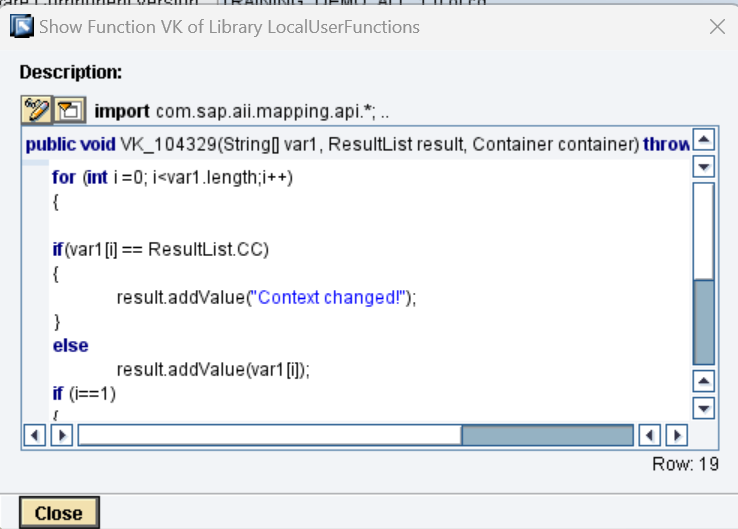 Show Function VK of Library LocalUserFunctions
Description:
import com.sap.aii.mapping.api.*; ..
public void VK_104329(String[] var1, ResultList result, Container container) throw
for (int i =0; i<var1.length;i++)
{
if(var1[i] == ResultList.CC)
{
result.addValue("Context changed!");
}
else
result.addValue(var1[i]);
if (i==1)
{
Row: 19
Close